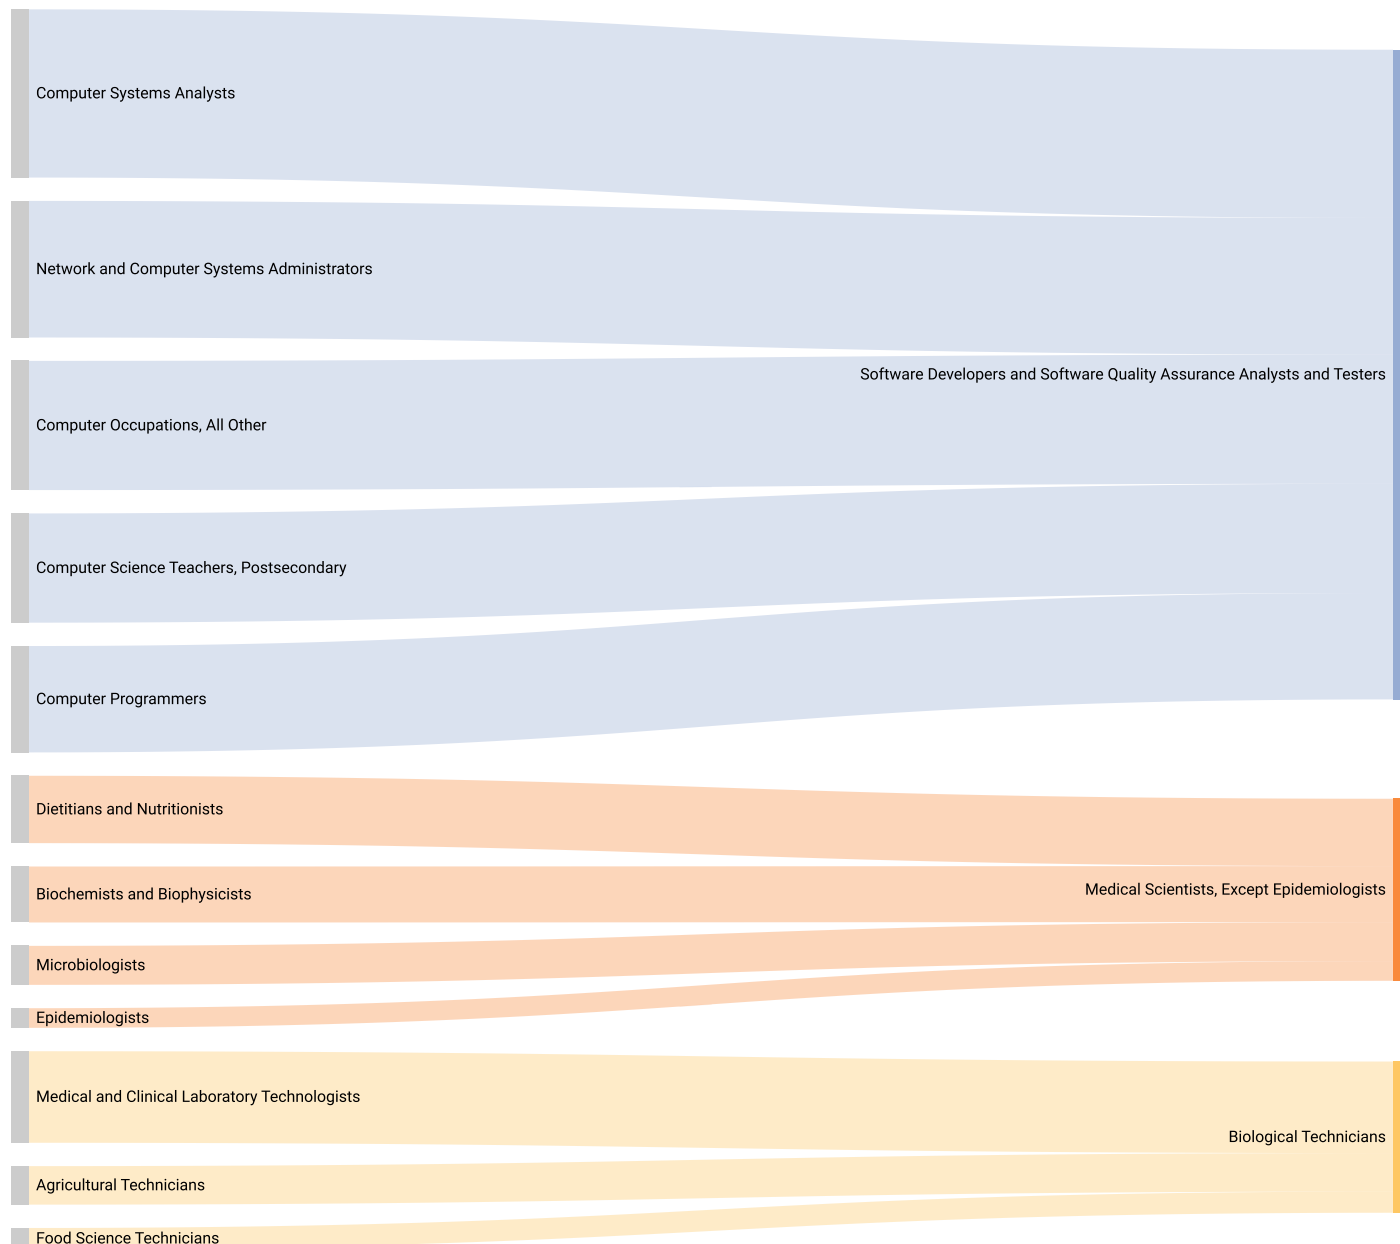 Computer Systems Analysts
Network and Computer Systems Administrators
Software Developers and Software Quality Assurance Analysts and Testers
Computer Occupations, All Other
Computer Science Teachers, Postsecondary
Computer Programmers
Dietitians and Nutritionists
Medical Scientists, Except Epidemiologists
Biochemists and Biophysicists
Microbiologists
Epidemiologists
Medical and Clinical Laboratory Technologists
Biological Technicians
Agricultural Technicians
Food Science Technicians